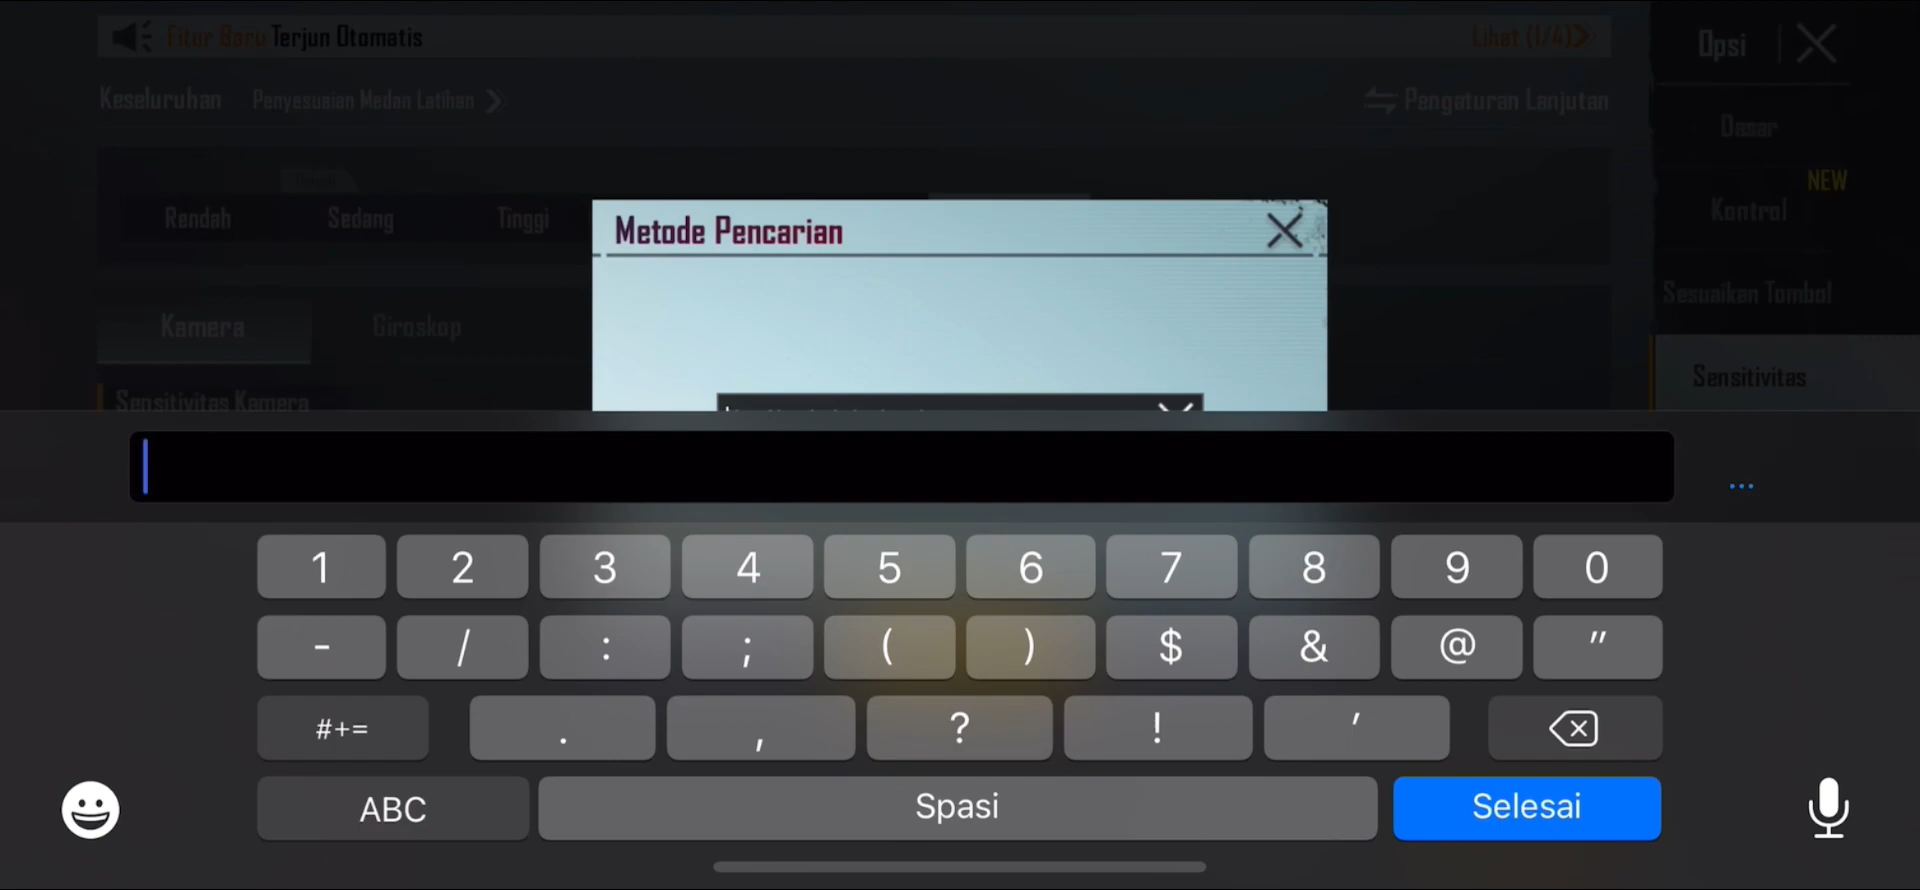 Fitur Baru Terjun Otomatis
Lihat (1/4)
Opsi
Keseluruhan
Penyesuaian Medan Latihan
Pengaturan Lanjutan
Dasar
NEW
Kontrol
Rendah
Sedang
Tinggi
Metode Pencarian
Sesuaikan Tombol
Kamera
Giroskop
Sensitivitas
Sensitivitas Kamera
...
1 2 3 4 5 6 7 8 9 0
- / : ; ( ) $ & @ "
#+= . , ? ! '
ABC Spasi Selesai